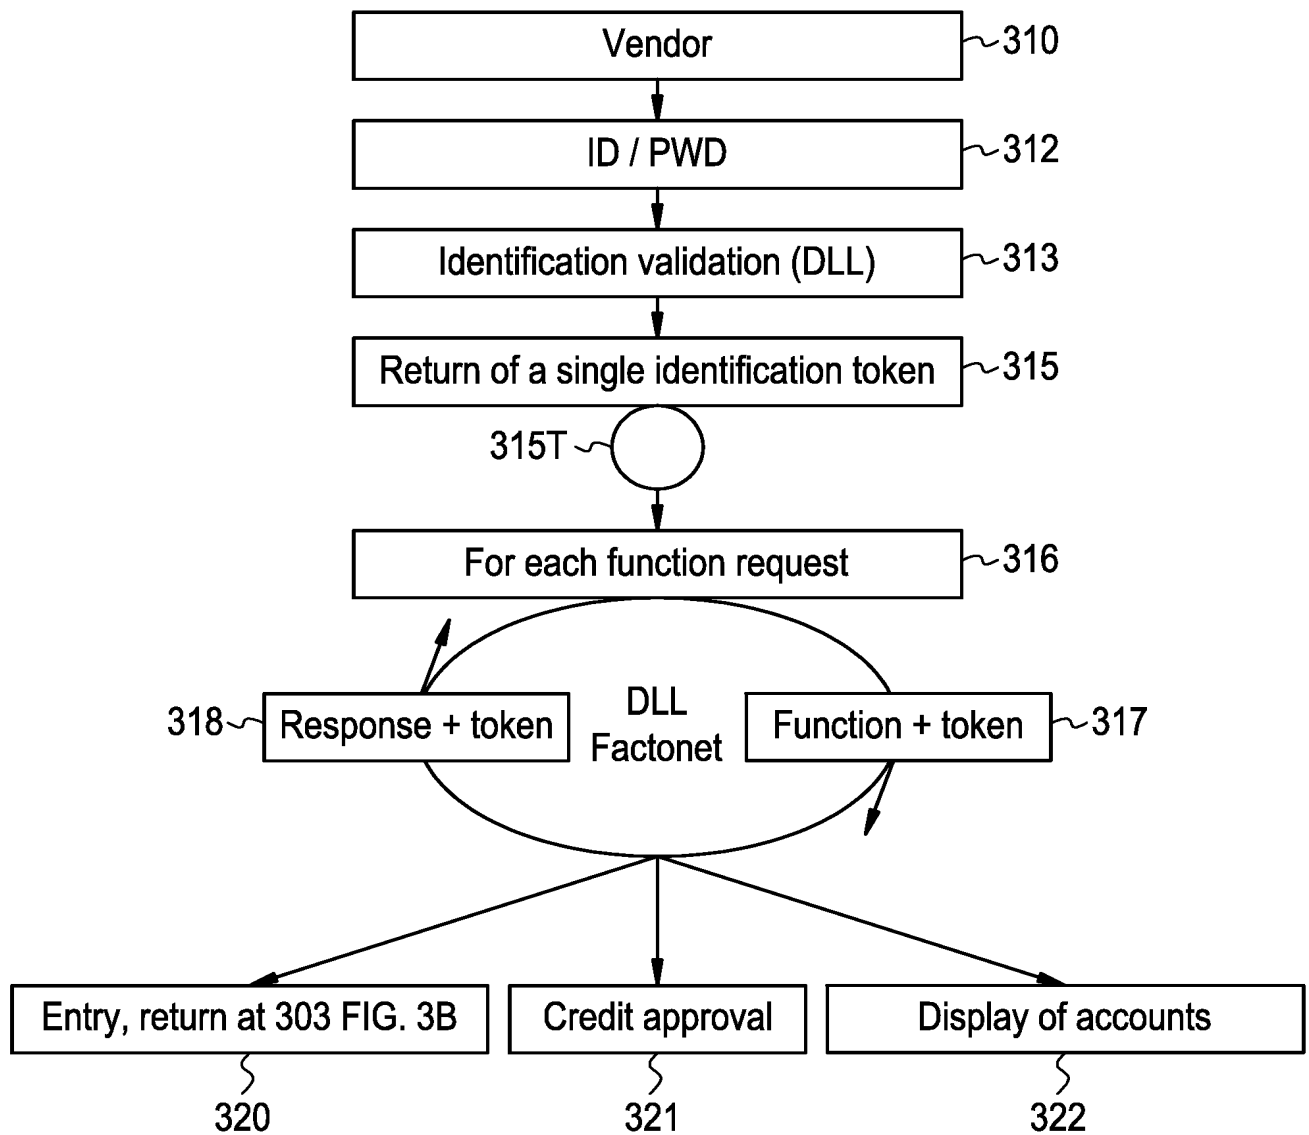 Vendor
310
ID / PWD
312
Identification validation (DLL)
313
Return of a single identification token
315
315T
For each function request
316
318
Response + token
DLL
Factonet
Function + token
317
Entry, return at 303 FIG. 3B
Credit approval
Display of accounts
320
321
322